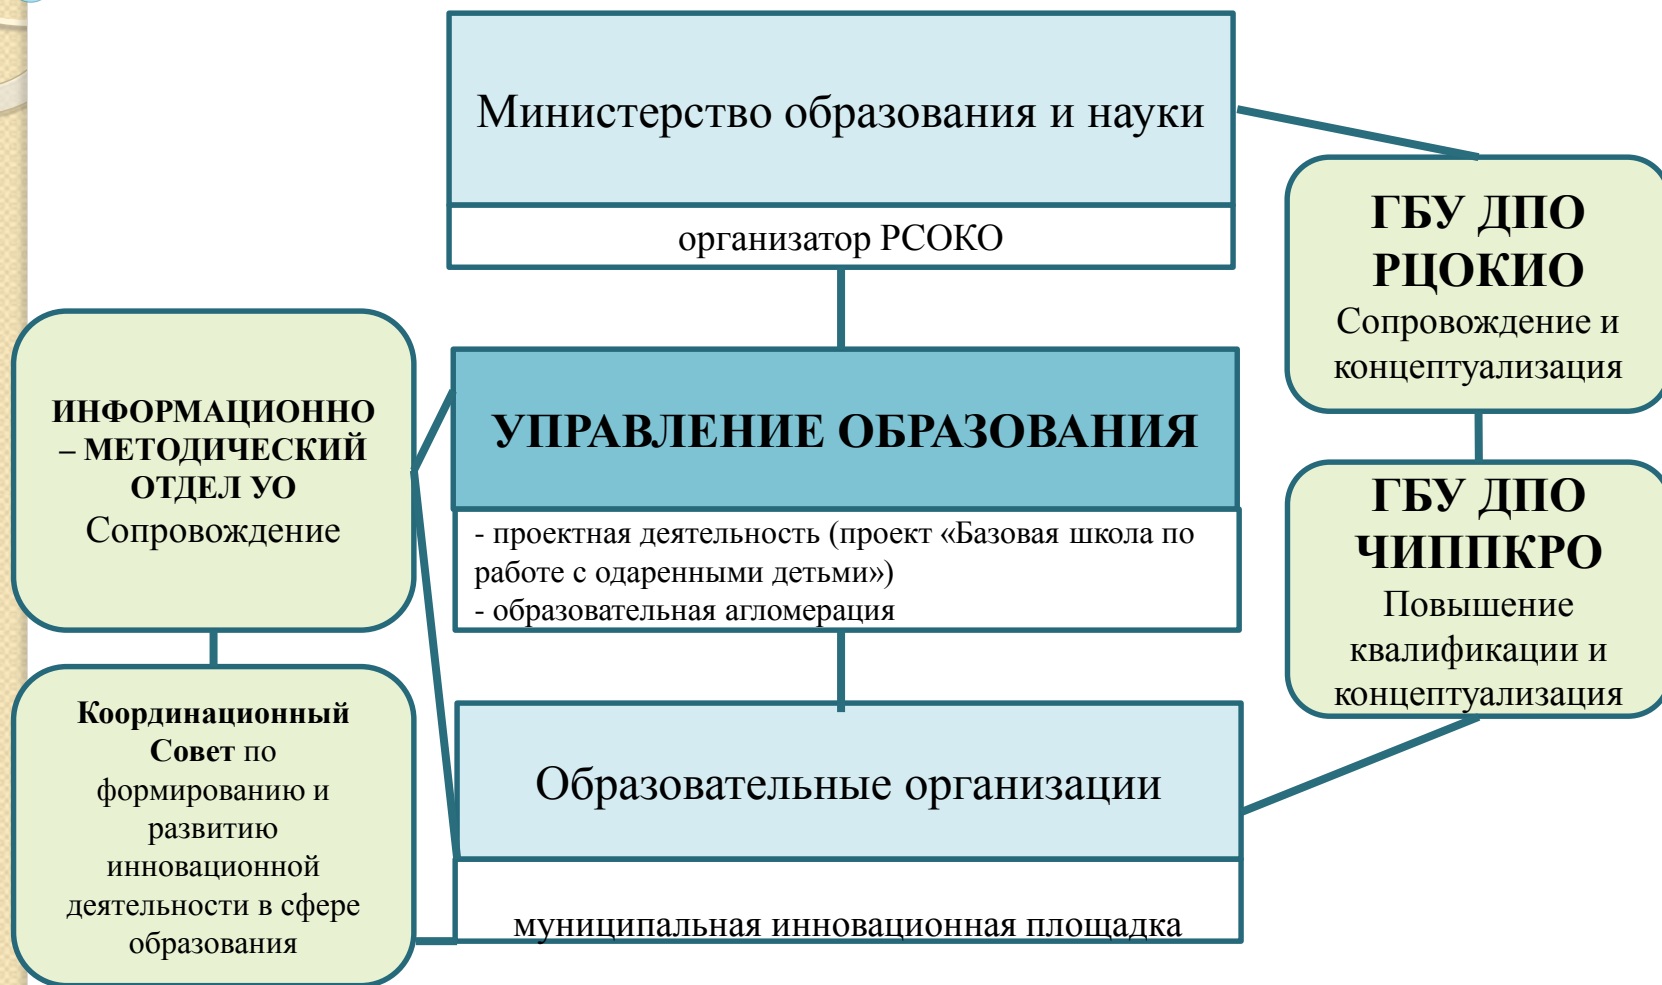 Министерство образования и науки
организатор РСОКО
ГБУ ДПО
РЦОКИО
Сопровождение и
концептуализация
ИНФОРМАЦИОННО
– МЕТОДИЧЕСКИЙ
ОТДЕЛ УО
Сопровождение
УПРАВЛЕНИЕ ОБРАЗОВАНИЯ
- проектная деятельность (проект «Базовая школа по
работе с одаренными детьми»)
- образовательная агломерация
ГБУ ДПО
ЧИППКРО
Повышение
квалификации и
концептуализация
Координационный
Совет по
формированию и
развитию
инновационной
деятельности в сфере
образования
Образовательные организации
муниципальная инновационная площадка